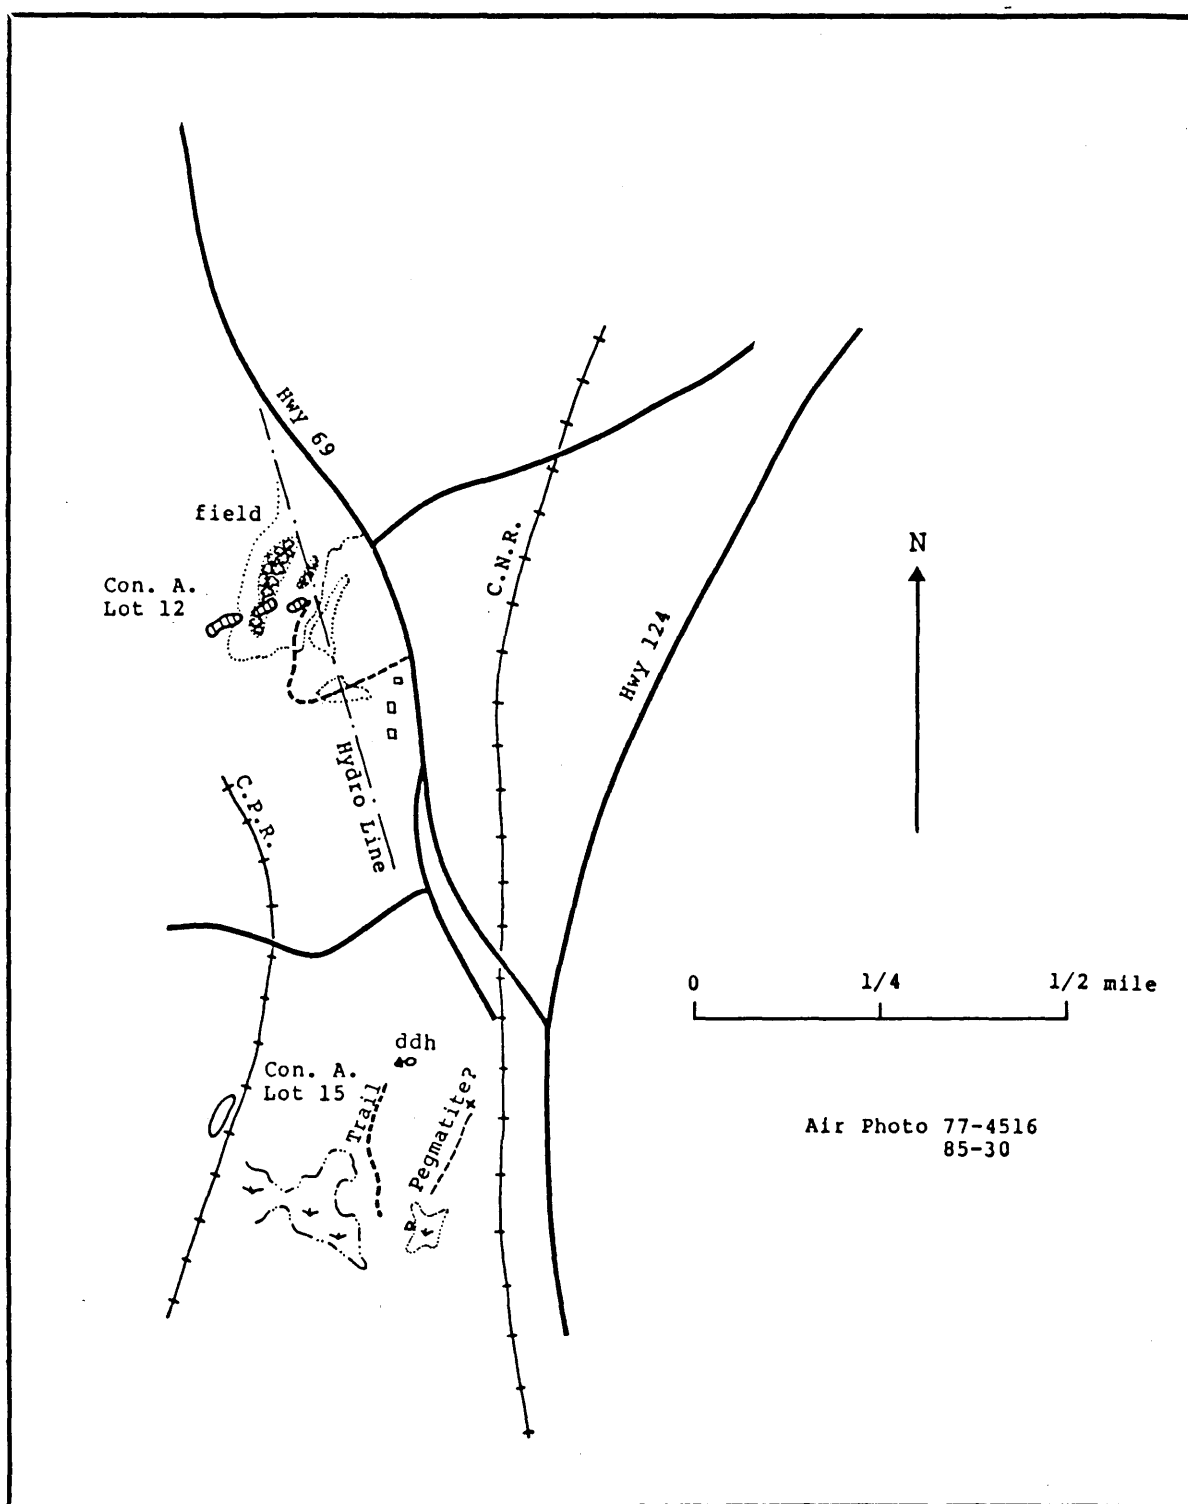 Hwy 69
field
Con. A.
Lot 12
C.N.R.
N
Hwy 124
Hydro Line
C.P.R.
0 1/4 1/2 mile
ddh
Con. A.
Lot 15
Trail
Pegmatite?
Air Photo 77-4516
85-30